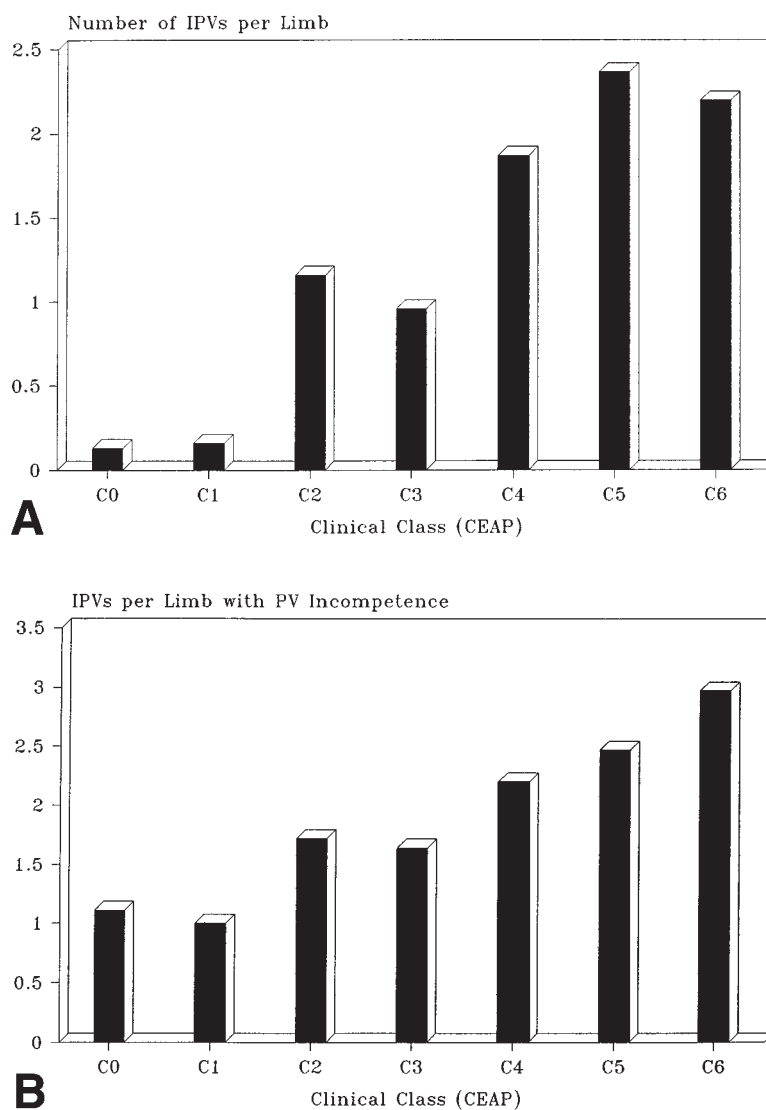 Number of IPVs per Limb
2.5
2
1.5
1
0.5
0
C0 C1 C2 C3 C4 C5 C6
A
Clinical Class (CEAP)
IPVs per Limb with PV Incompetence
3.5
3
2.5
2
1.5
1
0.5
0
C0 C1 C2 C3 C4 C5 C6
B
Clinical Class (CEAP)